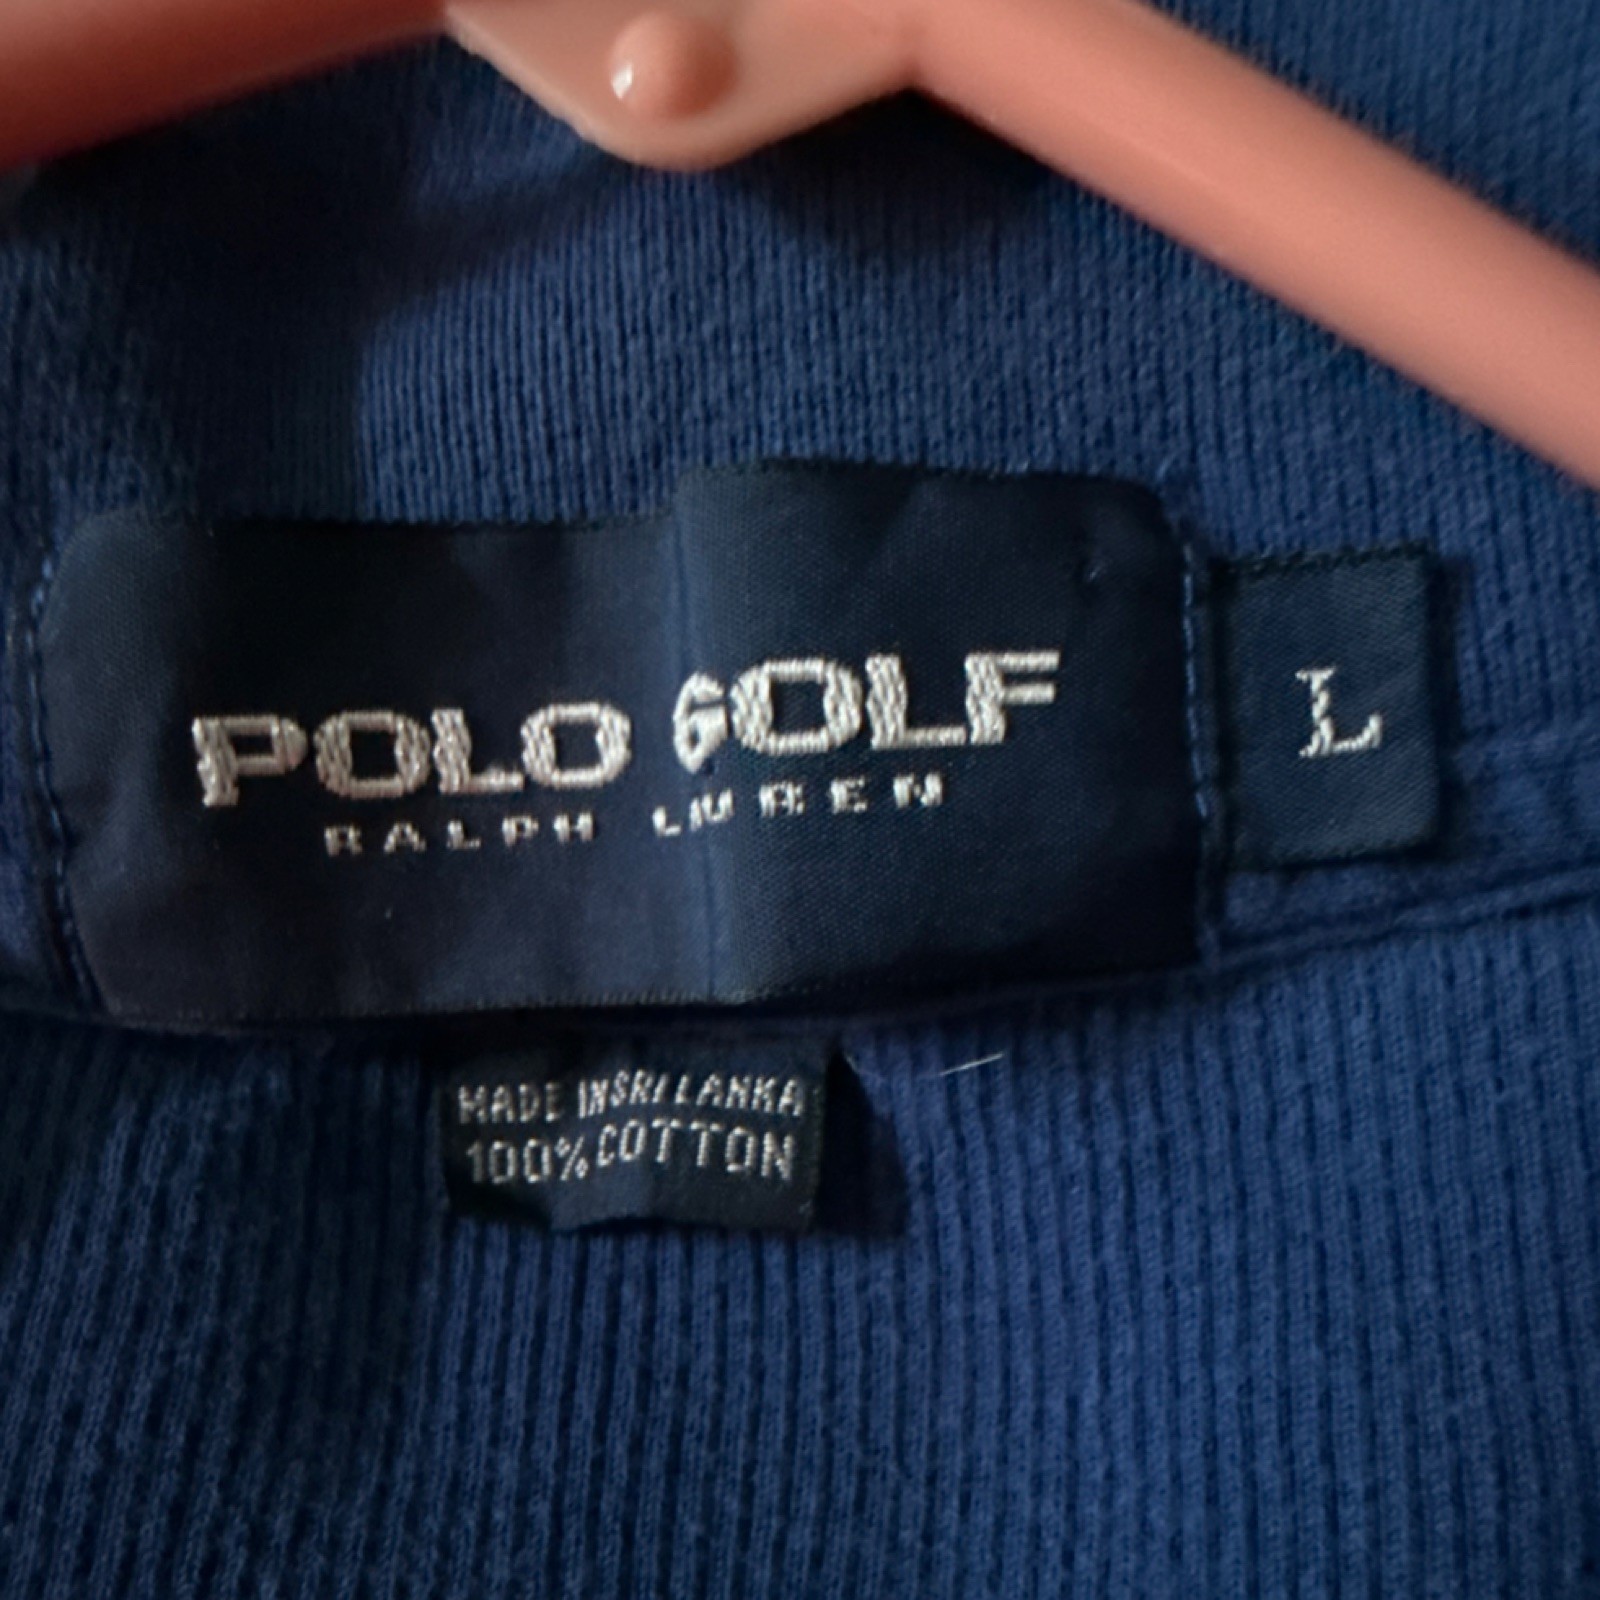 POLO GOLF
RALPH LAUREN
L
MADE IN SRI LANKA
100% COTTON